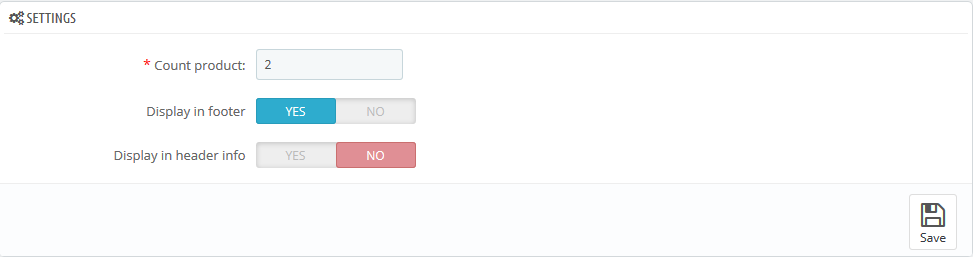 SETTINGS
* Count product: 2
Display in footer YES NO
Display in header info YES NO
Save